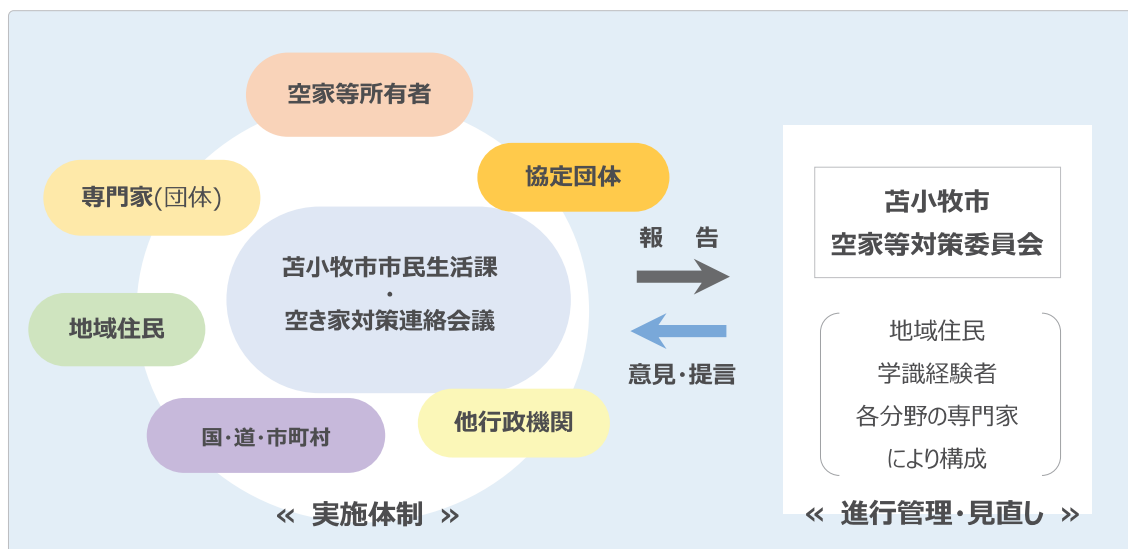 空家等所有者
協定団体
専門家(団体)
苫小牧市市民生活課
・
空き家対策連絡会議
地域住民
国・道・市町村
他行政機関
≪ 実施体制 ≫
報 告
意見・提言
苫小牧市
空家等対策委員会
地域住民
学識経験者
各分野の専門家
により構成
≪ 進行管理・見直し ≫